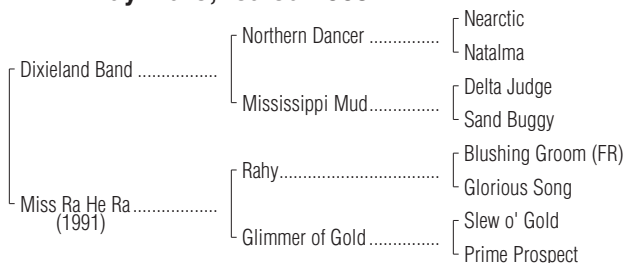 Nearctic
Northern Dancer ...............
Natalma
Dixieland Band .................
Delta Judge
Mississippi Mud...............
Sand Buggy
Blushing Groom (FR)
Rahy..................................
Glorious Song
Miss Ra He Ra..................
(1991)
Slew o' Gold
Glimmer of Gold...............
Prime Prospect